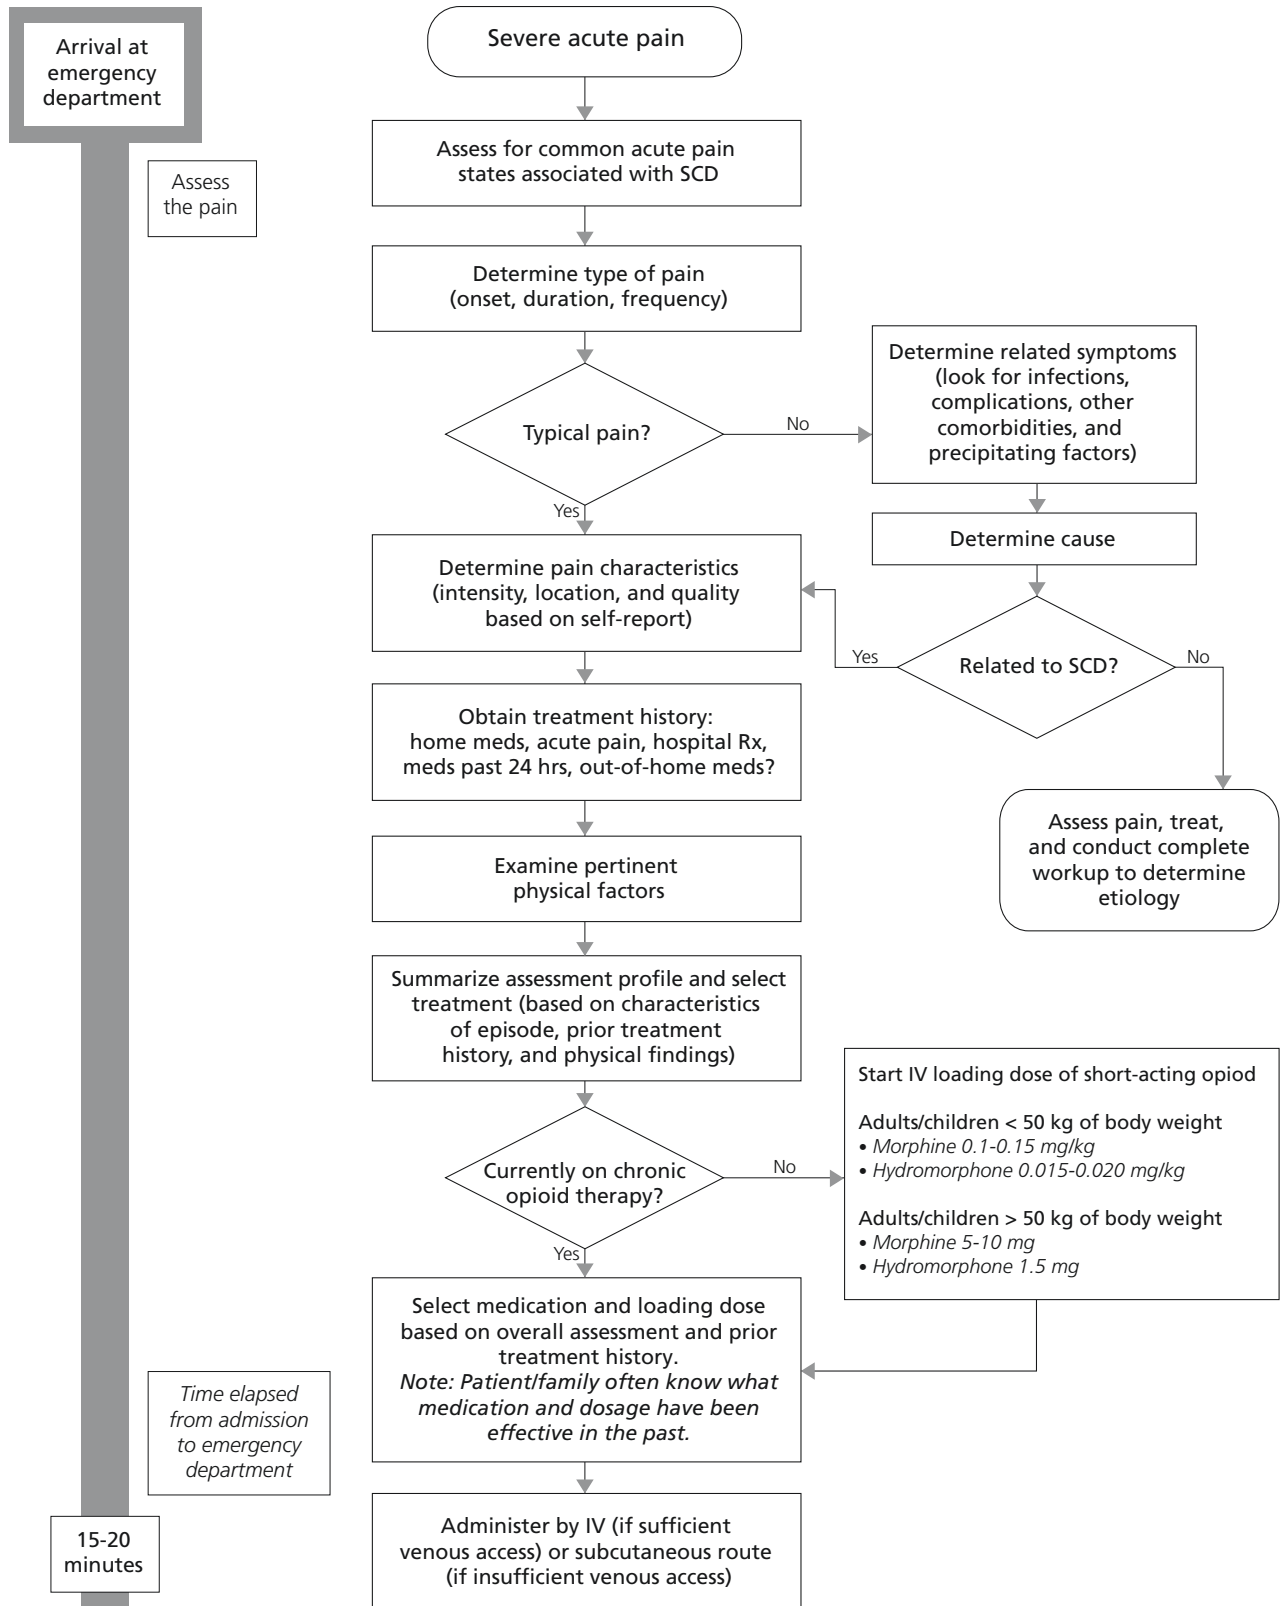 Arrival at
emergency
department
Severe acute pain
Assess for common acute pain
states associated with SCD
Assess
the pain
Determine type of pain
(onset, duration, frequency)
Typical pain?
No
Determine related symptoms
(look for infections,
complications, other
comorbidities, and
precipitating factors)
Yes
Determine cause
Determine pain characteristics
(intensity, location, and quality
based on self-report)
Related to SCD?
Yes
No
Obtain treatment history:
home meds, acute pain, hospital Rx,
meds past 24 hrs, out-of-home meds?
Assess pain, treat,
and conduct complete
workup to determine
etiology
Examine pertinent
physical factors
Summarize assessment profile and select
treatment (based on characteristics
of episode, prior treatment
history, and physical findings)
Currently on chronic
opioid therapy?
No
Start IV loading dose of short-acting opiod
Adults/children < 50 kg of body weight
• Morphine 0.1-0.15 mg/kg
• Hydromorphone 0.015-0.020 mg/kg
Adults/children > 50 kg of body weight
• Morphine 5-10 mg
• Hydromorphone 1.5 mg
Yes
Select medication and loading dose
based on overall assessment and prior
treatment history.
Note: Patient/family often know what
medication and dosage have been
effective in the past.
Time elapsed
from admission
to emergency
department
15-20
minutes
Administer by IV (if sufficient
venous access) or subcutaneous route
(if insufficient venous access)